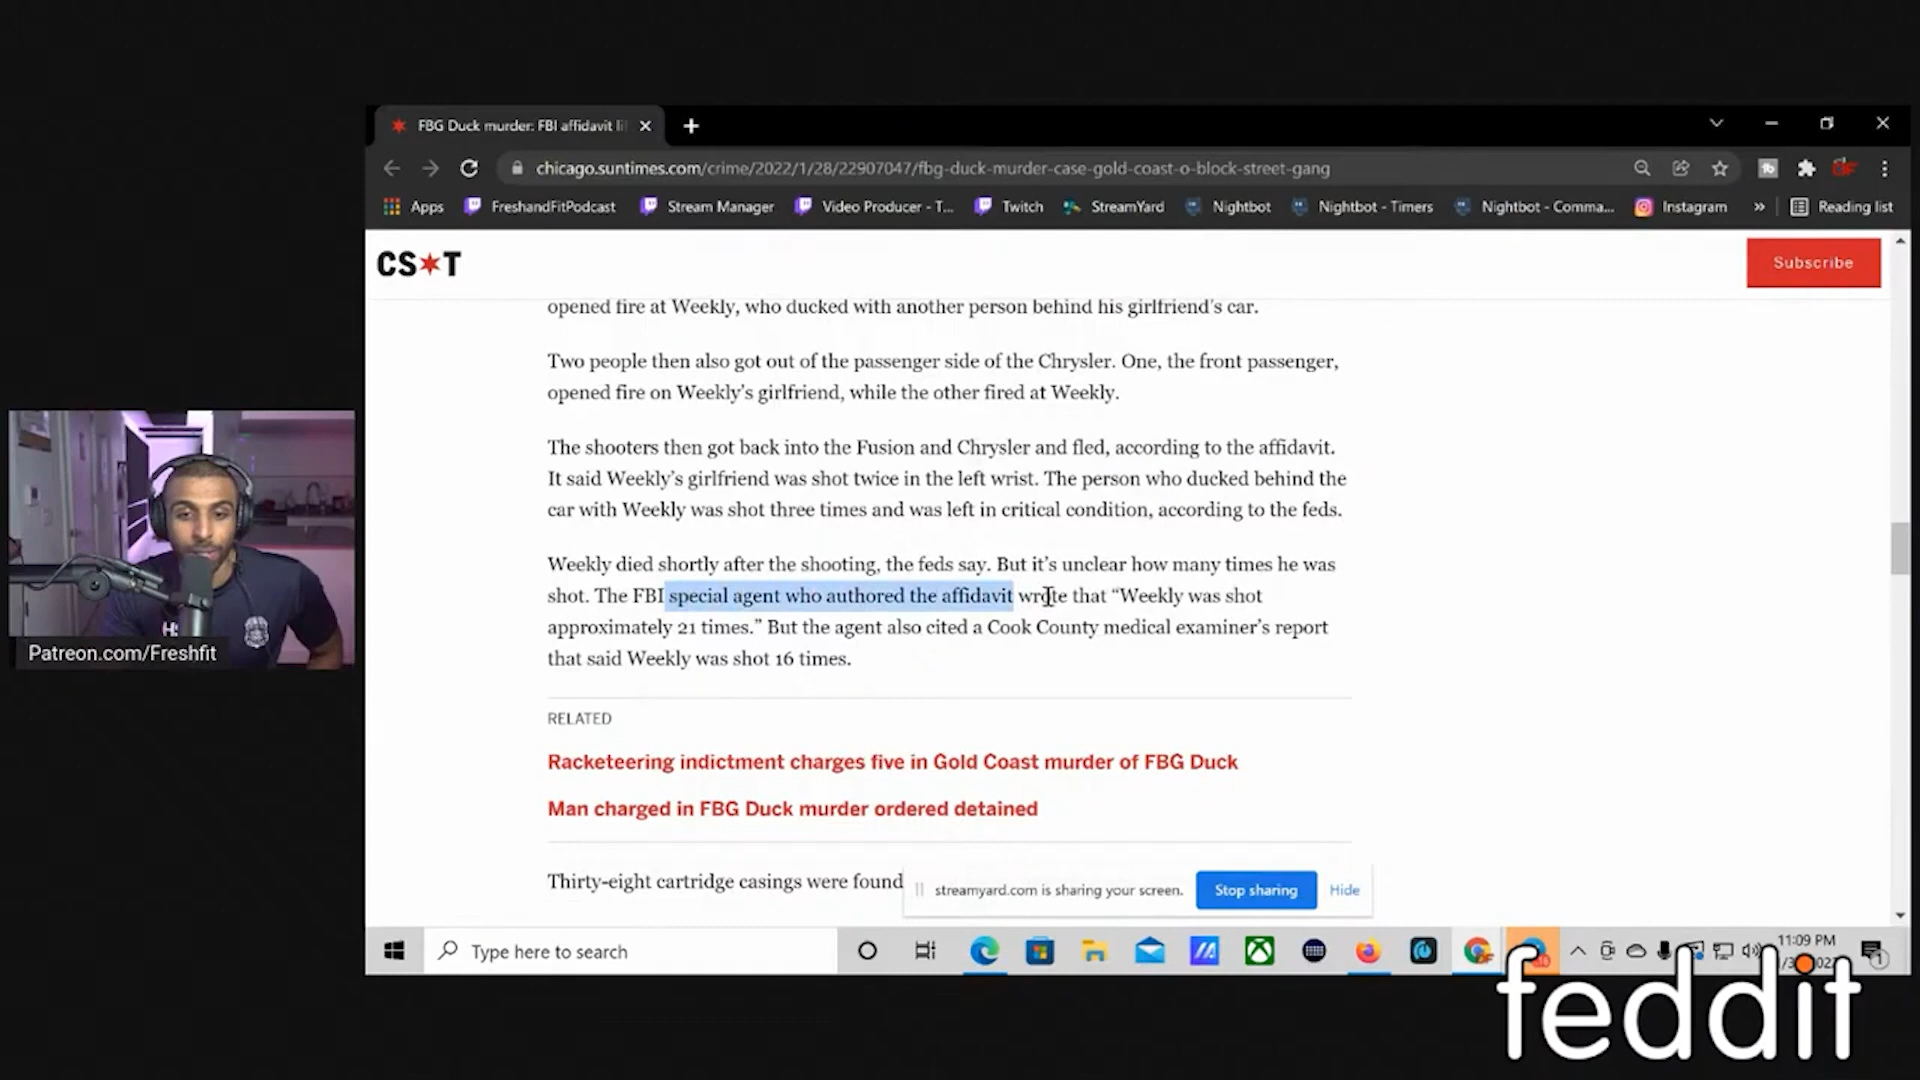 FBG Duck murder: FBI affidavit li
chicago.suntimes.com/crime/2022/1/28/22907047/fbg-duck-murder-case-gold-coast-o-block-street-gang
Apps FreshandFitPodcast Stream Manager Video Producer - T... Twitch StreamYard Nightbot Nightbot - Timers Nightbot - Comma... Instagram » Reading list
CS T
Subscribe
opened fire at Weekly, who ducked with another person behind his girlfriend's car.
Two people then also got out of the passenger side of the Chrysler. One, the front passenger,
opened fire on Weekly's girlfriend, while the other fired at Weekly.
The shooters then got back into the Fusion and Chrysler and fled, according to the affidavit.
It said Weekly's girlfriend was shot twice in the left wrist. The person who ducked behind the
car with Weekly was shot three times and was left in critical condition, according to the feds.
Weekly died shortly after the shooting, the feds say. But it's unclear how many times he was
shot. The FBI special agent who authored the affidavit wrote that “Weekly was shot
approximately 21 times.” But the agent also cited a Cook County medical examiner's report
that said Weekly was shot 16 times.
RELATED
Racketeering indictment charges five in Gold Coast murder of FBG Duck
Man charged in FBG Duck murder ordered detained
Thirty-eight cartridge casings were found
streamyard.com is sharing your screen. Stop sharing Hide
Patreon.com/Freshfit
Type here to search
11:09 PM
feddit